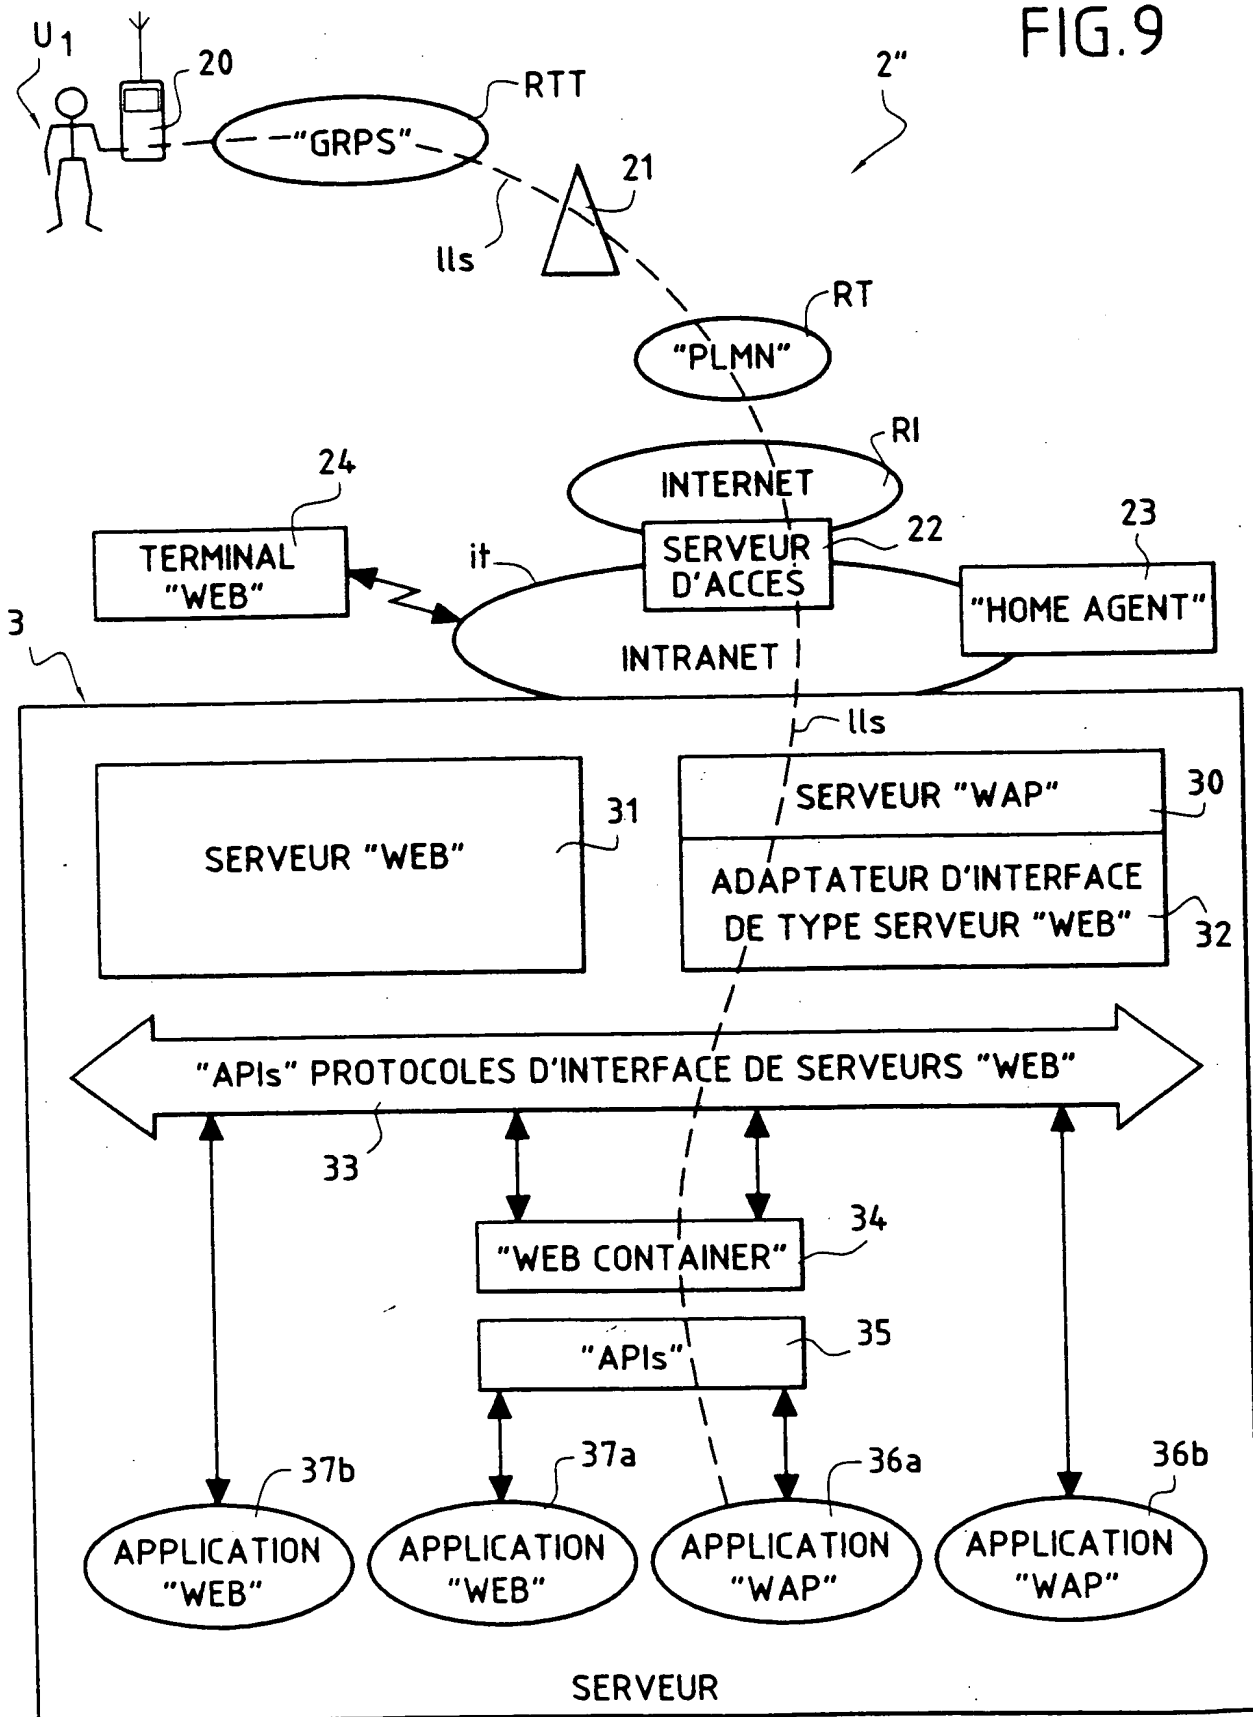 FIG.9
U1
20
RTT
2"
"GRPS"
21
lls
RT
"PLMN"
RI
24
INTERNET
22
23
TERMINAL
"WEB"
it
SERVEUR
D'ACCES
"HOME AGENT"
3
INTRANET
lls
30
SERVEUR "WAP"
31
SERVEUR "WEB"
ADAPTATEUR D'INTERFACE
DE TYPE SERVEUR "WEB"
32
"APIs" PROTOCOLES D'INTERFACE DE SERVEURS "WEB"
33
34
"WEB CONTAINER"
35
"APIs"
37b
37a
36a
36b
APPLICATION
"WEB"
APPLICATION
"WEB"
APPLICATION
"WAP"
APPLICATION
"WAP"
SERVEUR